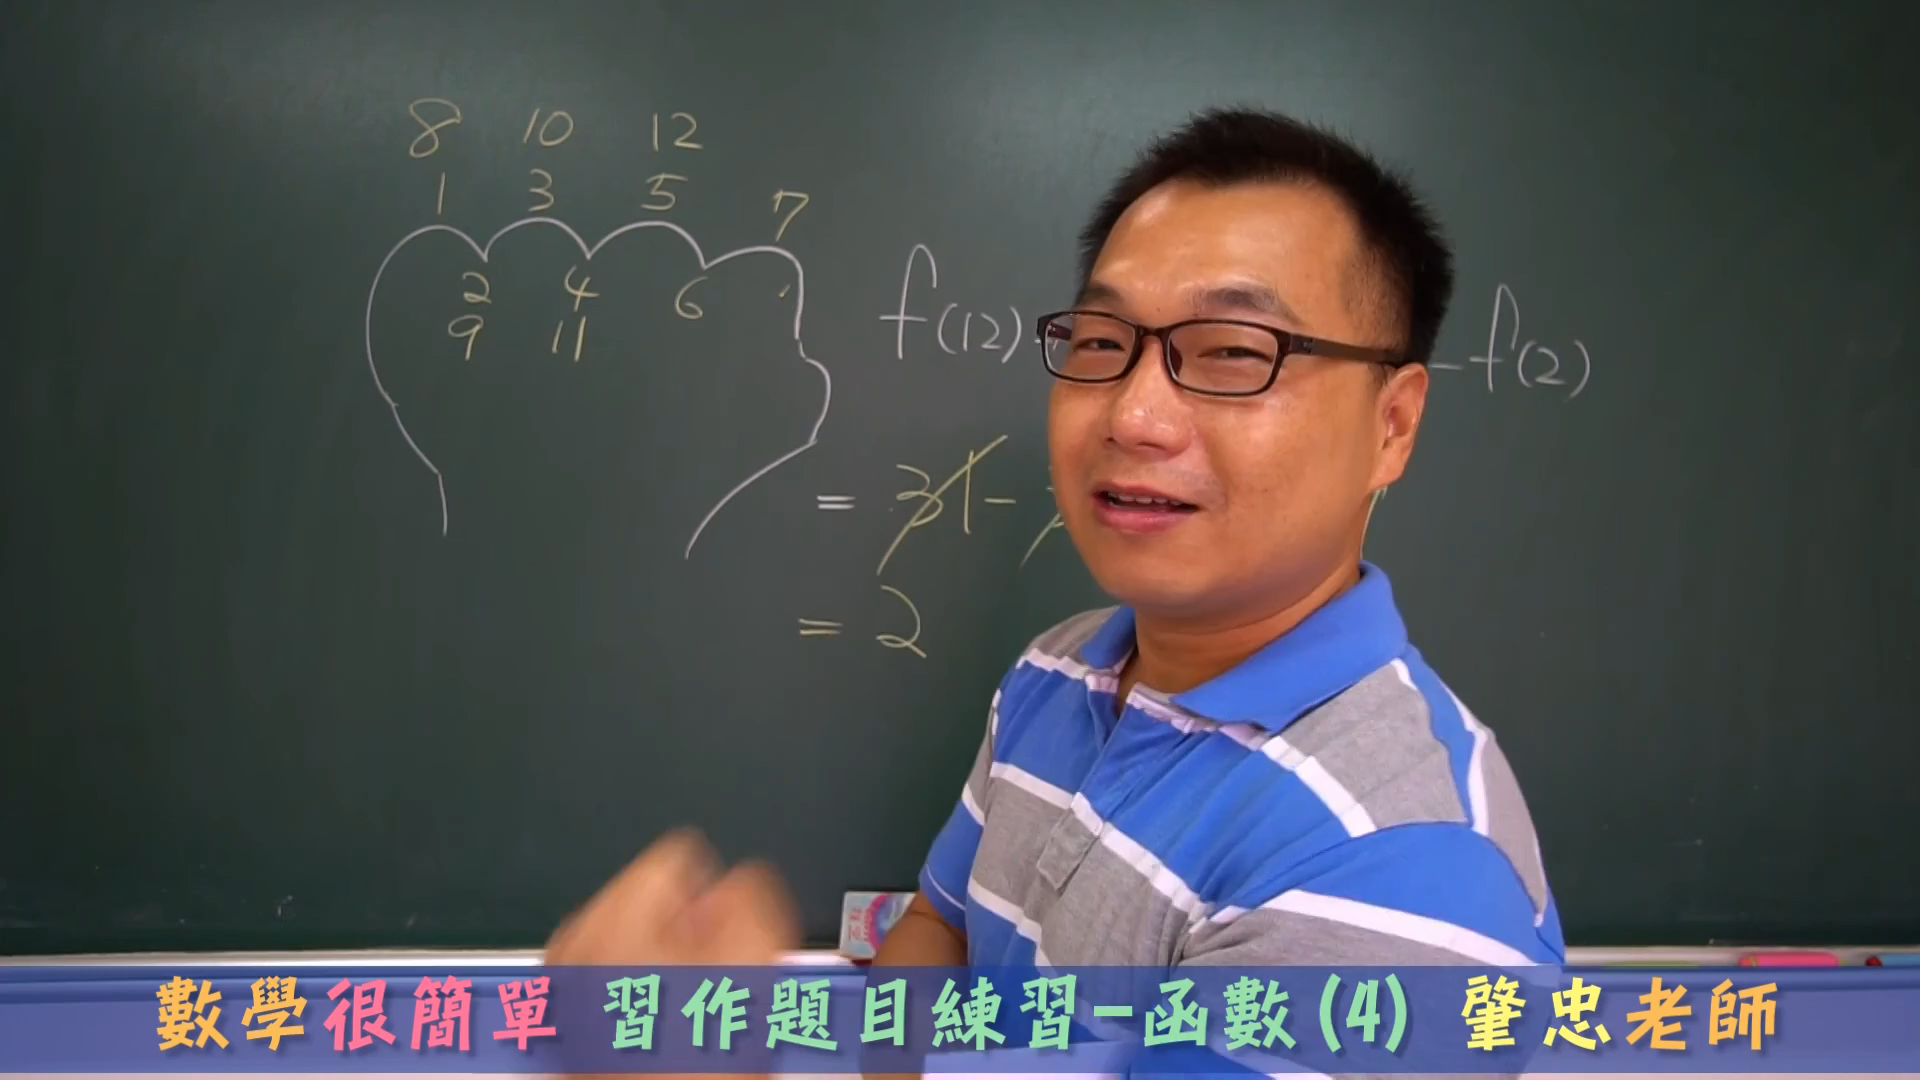 8 10 12
1 3 5 7
2 4 6
9 11
f(12) -f(2)
= 31-
= 2
數學很簡單 習作題目練習-函數(4) 肇忠老師